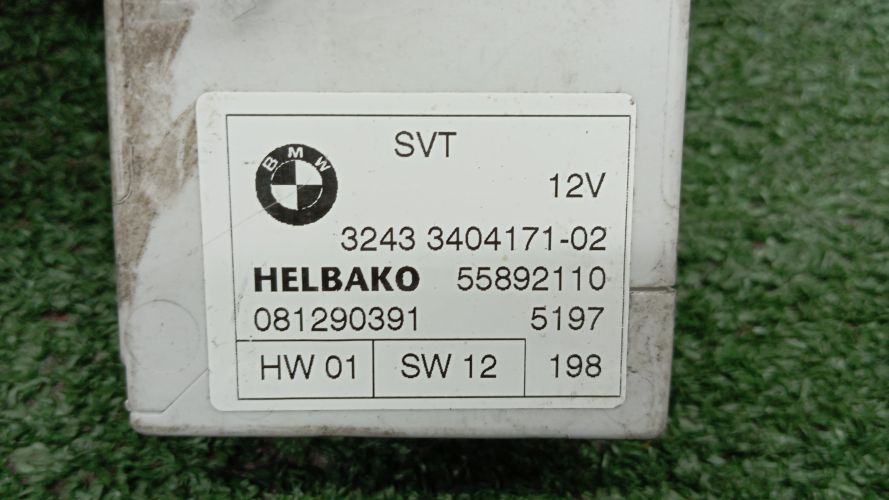 SVT
BMW
12V
3243 3404171-02
HELBAKO 55892110
081290391 5197
HW 01 SW 12 198